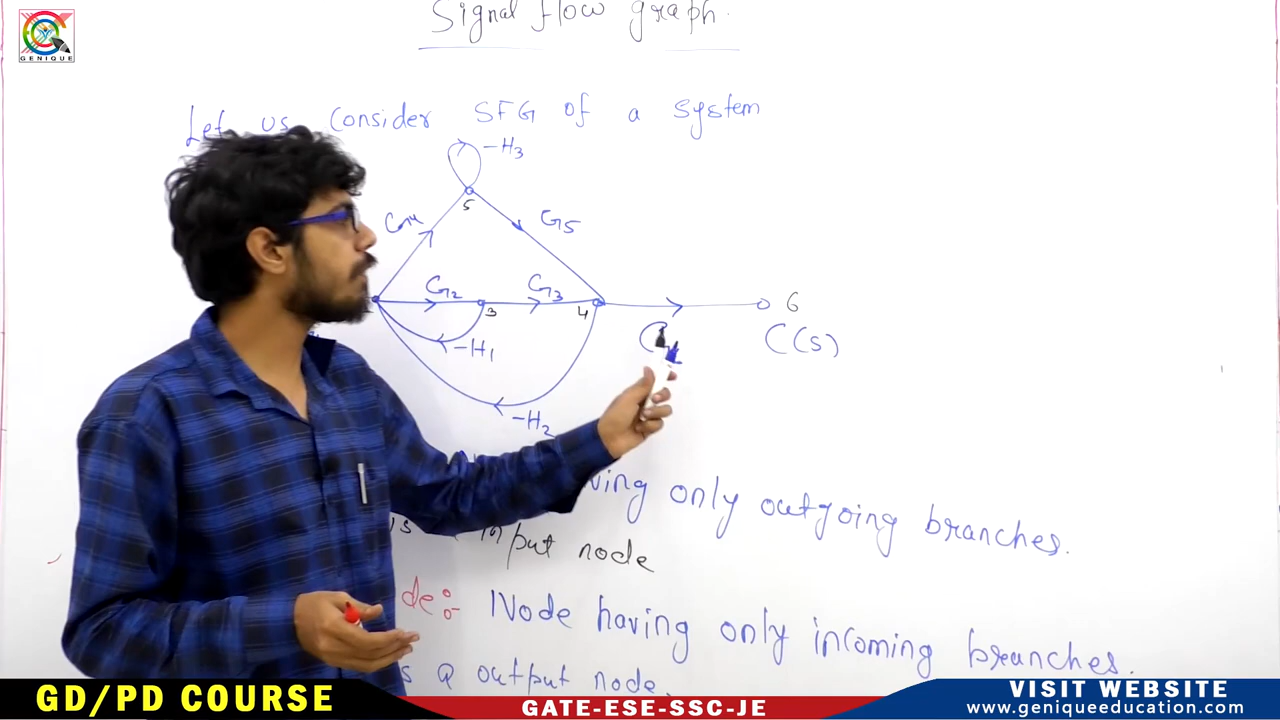 GENIQUE
Signal flow graph.
Let us Consider SFG of a System
-H3
5
G4
G5
G2
G3
3
4
6
-H1
C(S)
-H2
having only outgoing branches.
input node
de:- Node having only incoming branches.
s a output node.
GD/PD COURSE
GATE-ESE-SSC-JE
VISIT WEBSITE
www.geniqueeducation.com